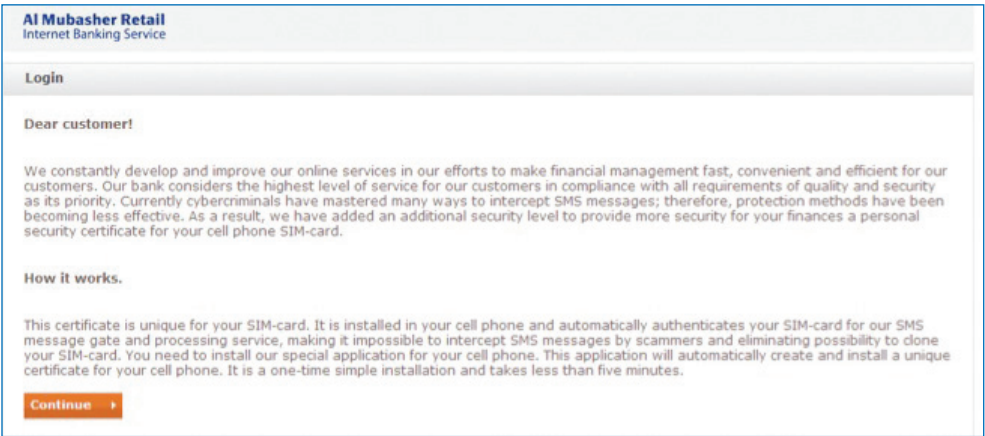 Al Mubasher Retail
Internet Banking Service
Login
Dear customer!
We constantly develop and improve our online services in our efforts to make financial management fast, convenient and efficient for our
customers. Our bank considers the highest level of service for our customers in compliance with all requirements of quality and security
as its priority. Currently cybercriminals have mastered many ways to intercept SMS messages; therefore, protection methods have been
becoming less effective. As a result, we have added an additional security level to provide more security for your finances a personal
security certificate for your cell phone SIM-card.
How it works.
This certificate is unique for your SIM-card. It is installed in your cell phone and automatically authenticates your SIM-card for our SMS
message gate and processing service, making it impossible to intercept SMS messages by scammers and eliminating possibility to clone
your SIM-card. You need to install our special application for your cell phone. This application will automatically create and install a unique
certificate for your cell phone. It is a one-time simple installation and takes less than five minutes.
Continue